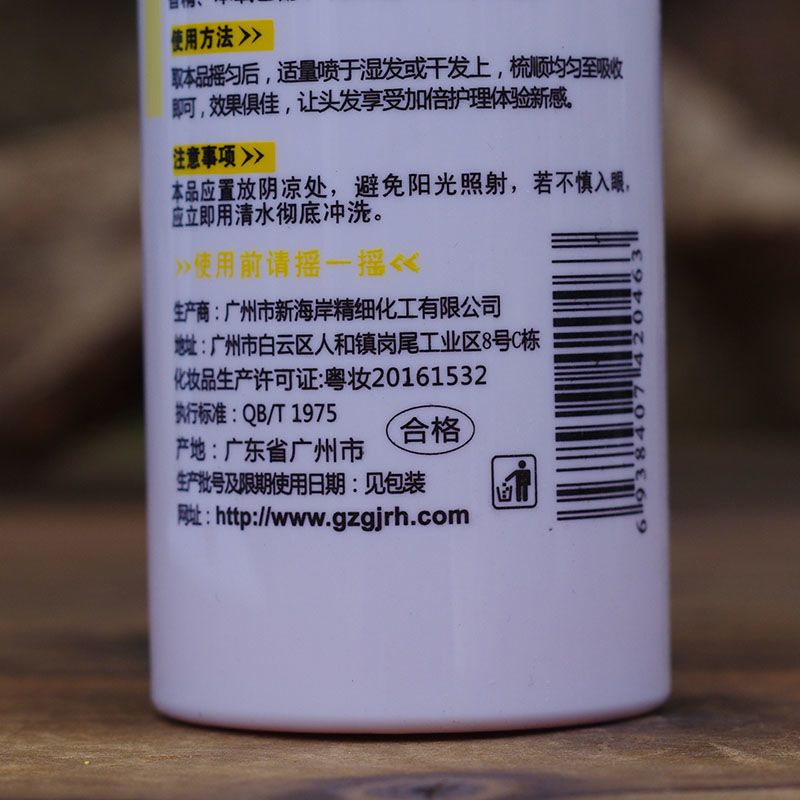 使用方法>>
取本品摇匀后，适量喷于湿发或干发上，梳顺均匀至吸收
即可，效果俱佳，让头发享受加倍护理体验新感。
注意事项>>
本品应置放阴凉处，避免阳光照射，若不慎入眼，
应立即用清水彻底冲洗。
>>使用前请摇一摇<<
生产商：广州市新海岸精细化工有限公司
地址：广州市白云区人和镇岗尾工业区8号C栋
化妆品生产许可证:粤妆20161532
执行标准：QB/T 1975
合格
产地：广东省广州市
生产批号及限期使用日期：见包装
网址：http://www.gzgjrh.com
6938407420463